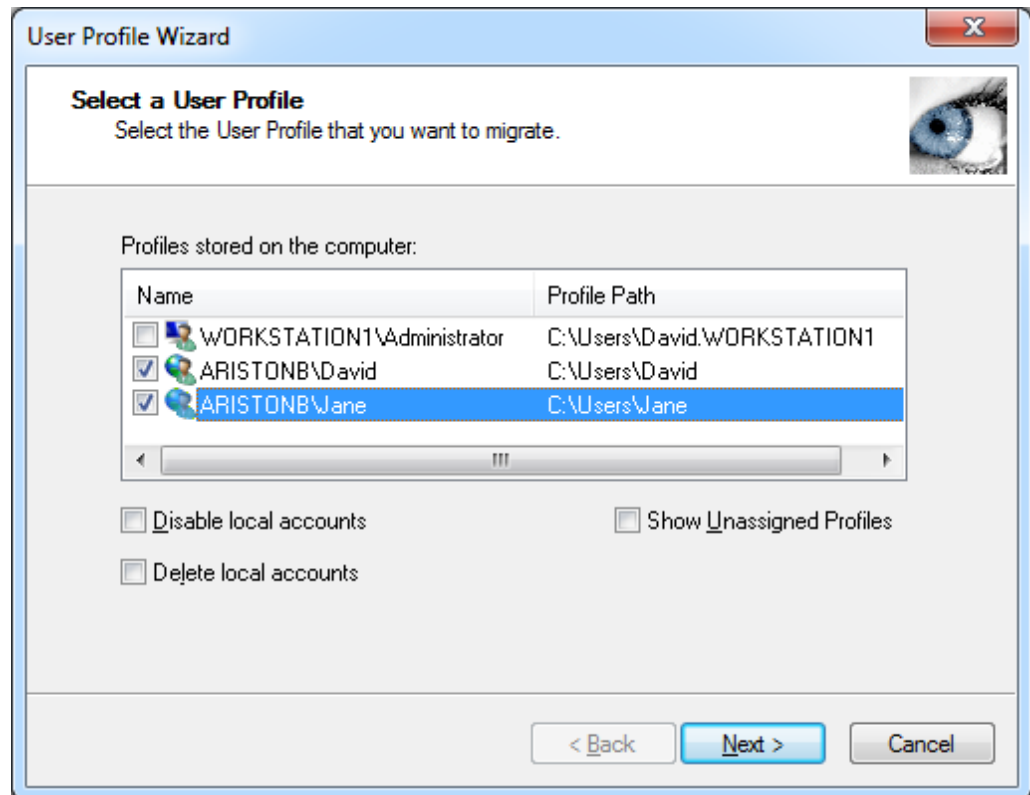 User Profile Wizard
Select a User Profile
Select the User Profile that you want to migrate.
Profiles stored on the computer:
Name Profile Path
WORKSTATION1\Administrator C:\Users\David.WORKSTATION1
ARISTONB\David C:\Users\David
ARISTONB\Jane C:\Users\Jane
Disable local accounts Show Unassigned Profiles
Delete local accounts
< Back Next > Cancel